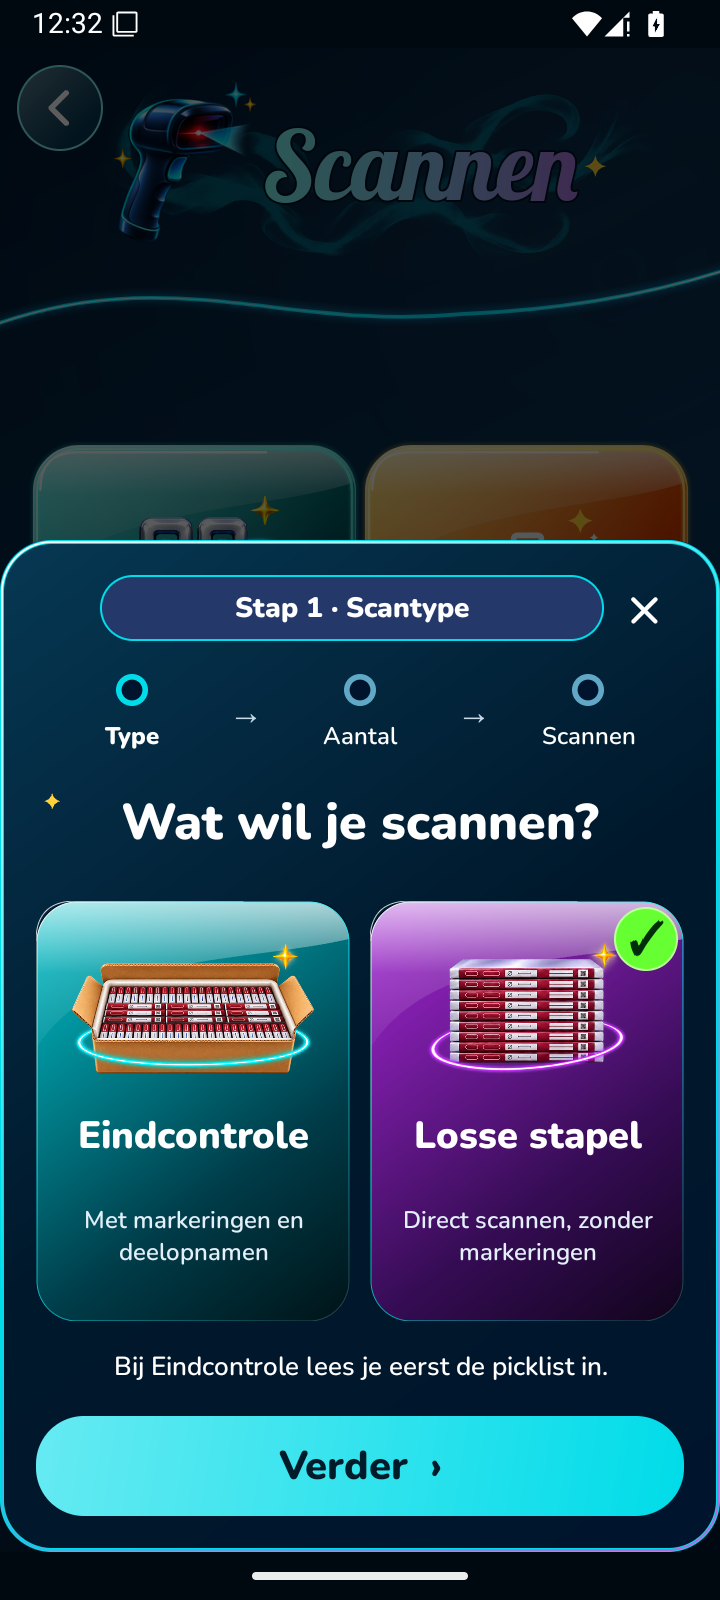 12:32
Scannen
Stap 1 · Scantype
Type → Aantal → Scannen
Wat wil je scannen?
Eindcontrole
Met markeringen en
deelopnamen
Losse stapel
Direct scannen, zonder
markeringen
Bij Eindcontrole lees je eerst de picklist in.
Verder ›